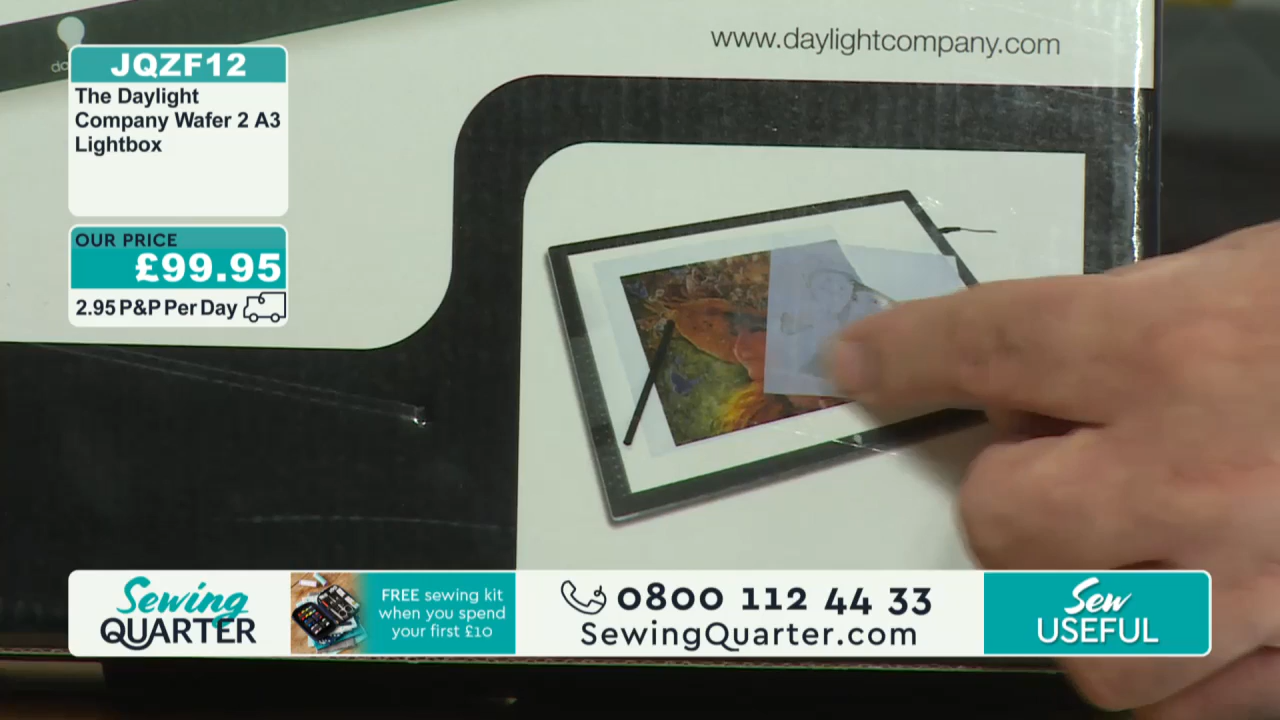 www.daylightcompany.com
JQZF12
The Daylight
Company Wafer 2 A3
Lightbox
OUR PRICE
£99.95
2.95 P&P Per Day
Sewing
QUARTER
FREE sewing kit
when you spend
your first £10
0800 112 44 33
SewingQuarter.com
Sew
USEFUL